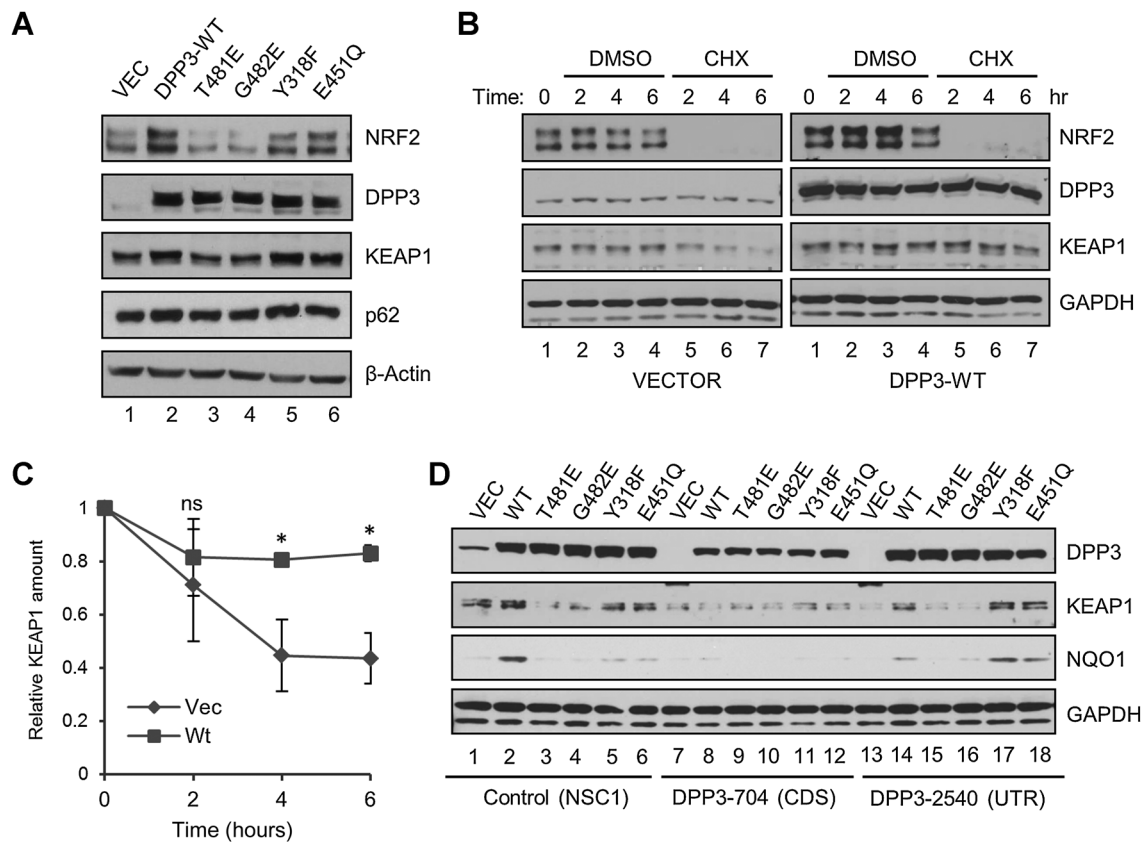 A
VEC DPP3-WT T481E G482E Y318F E451Q
NRF2
DPP3
KEAP1
p62
β-Actin
1 2 3 4 5 6
B
DMSO CHX DMSO CHX
Time: 0 2 4 6 2 4 6 0 2 4 6 2 4 6 hr
NRF2
DPP3
KEAP1
GAPDH
1 2 3 4 5 6 7 1 2 3 4 5 6 7
VECTOR DPP3-WT
C
Relative KEAP1 amount
1
0.8
0.6
0.4
0.2
0
ns
*
*
Vec
Wt
0 2 4 6
Time (hours)
D
VEC WT T481E G482E Y318F E451Q VEC WT T481E G482E Y318F E451Q VEC WT T481E G482E Y318F E451Q
DPP3
KEAP1
NQO1
GAPDH
1 2 3 4 5 6 7 8 9 10 11 12 13 14 15 16 17 18
Control (NSC1) DPP3-704 (CDS) DPP3-2540 (UTR)